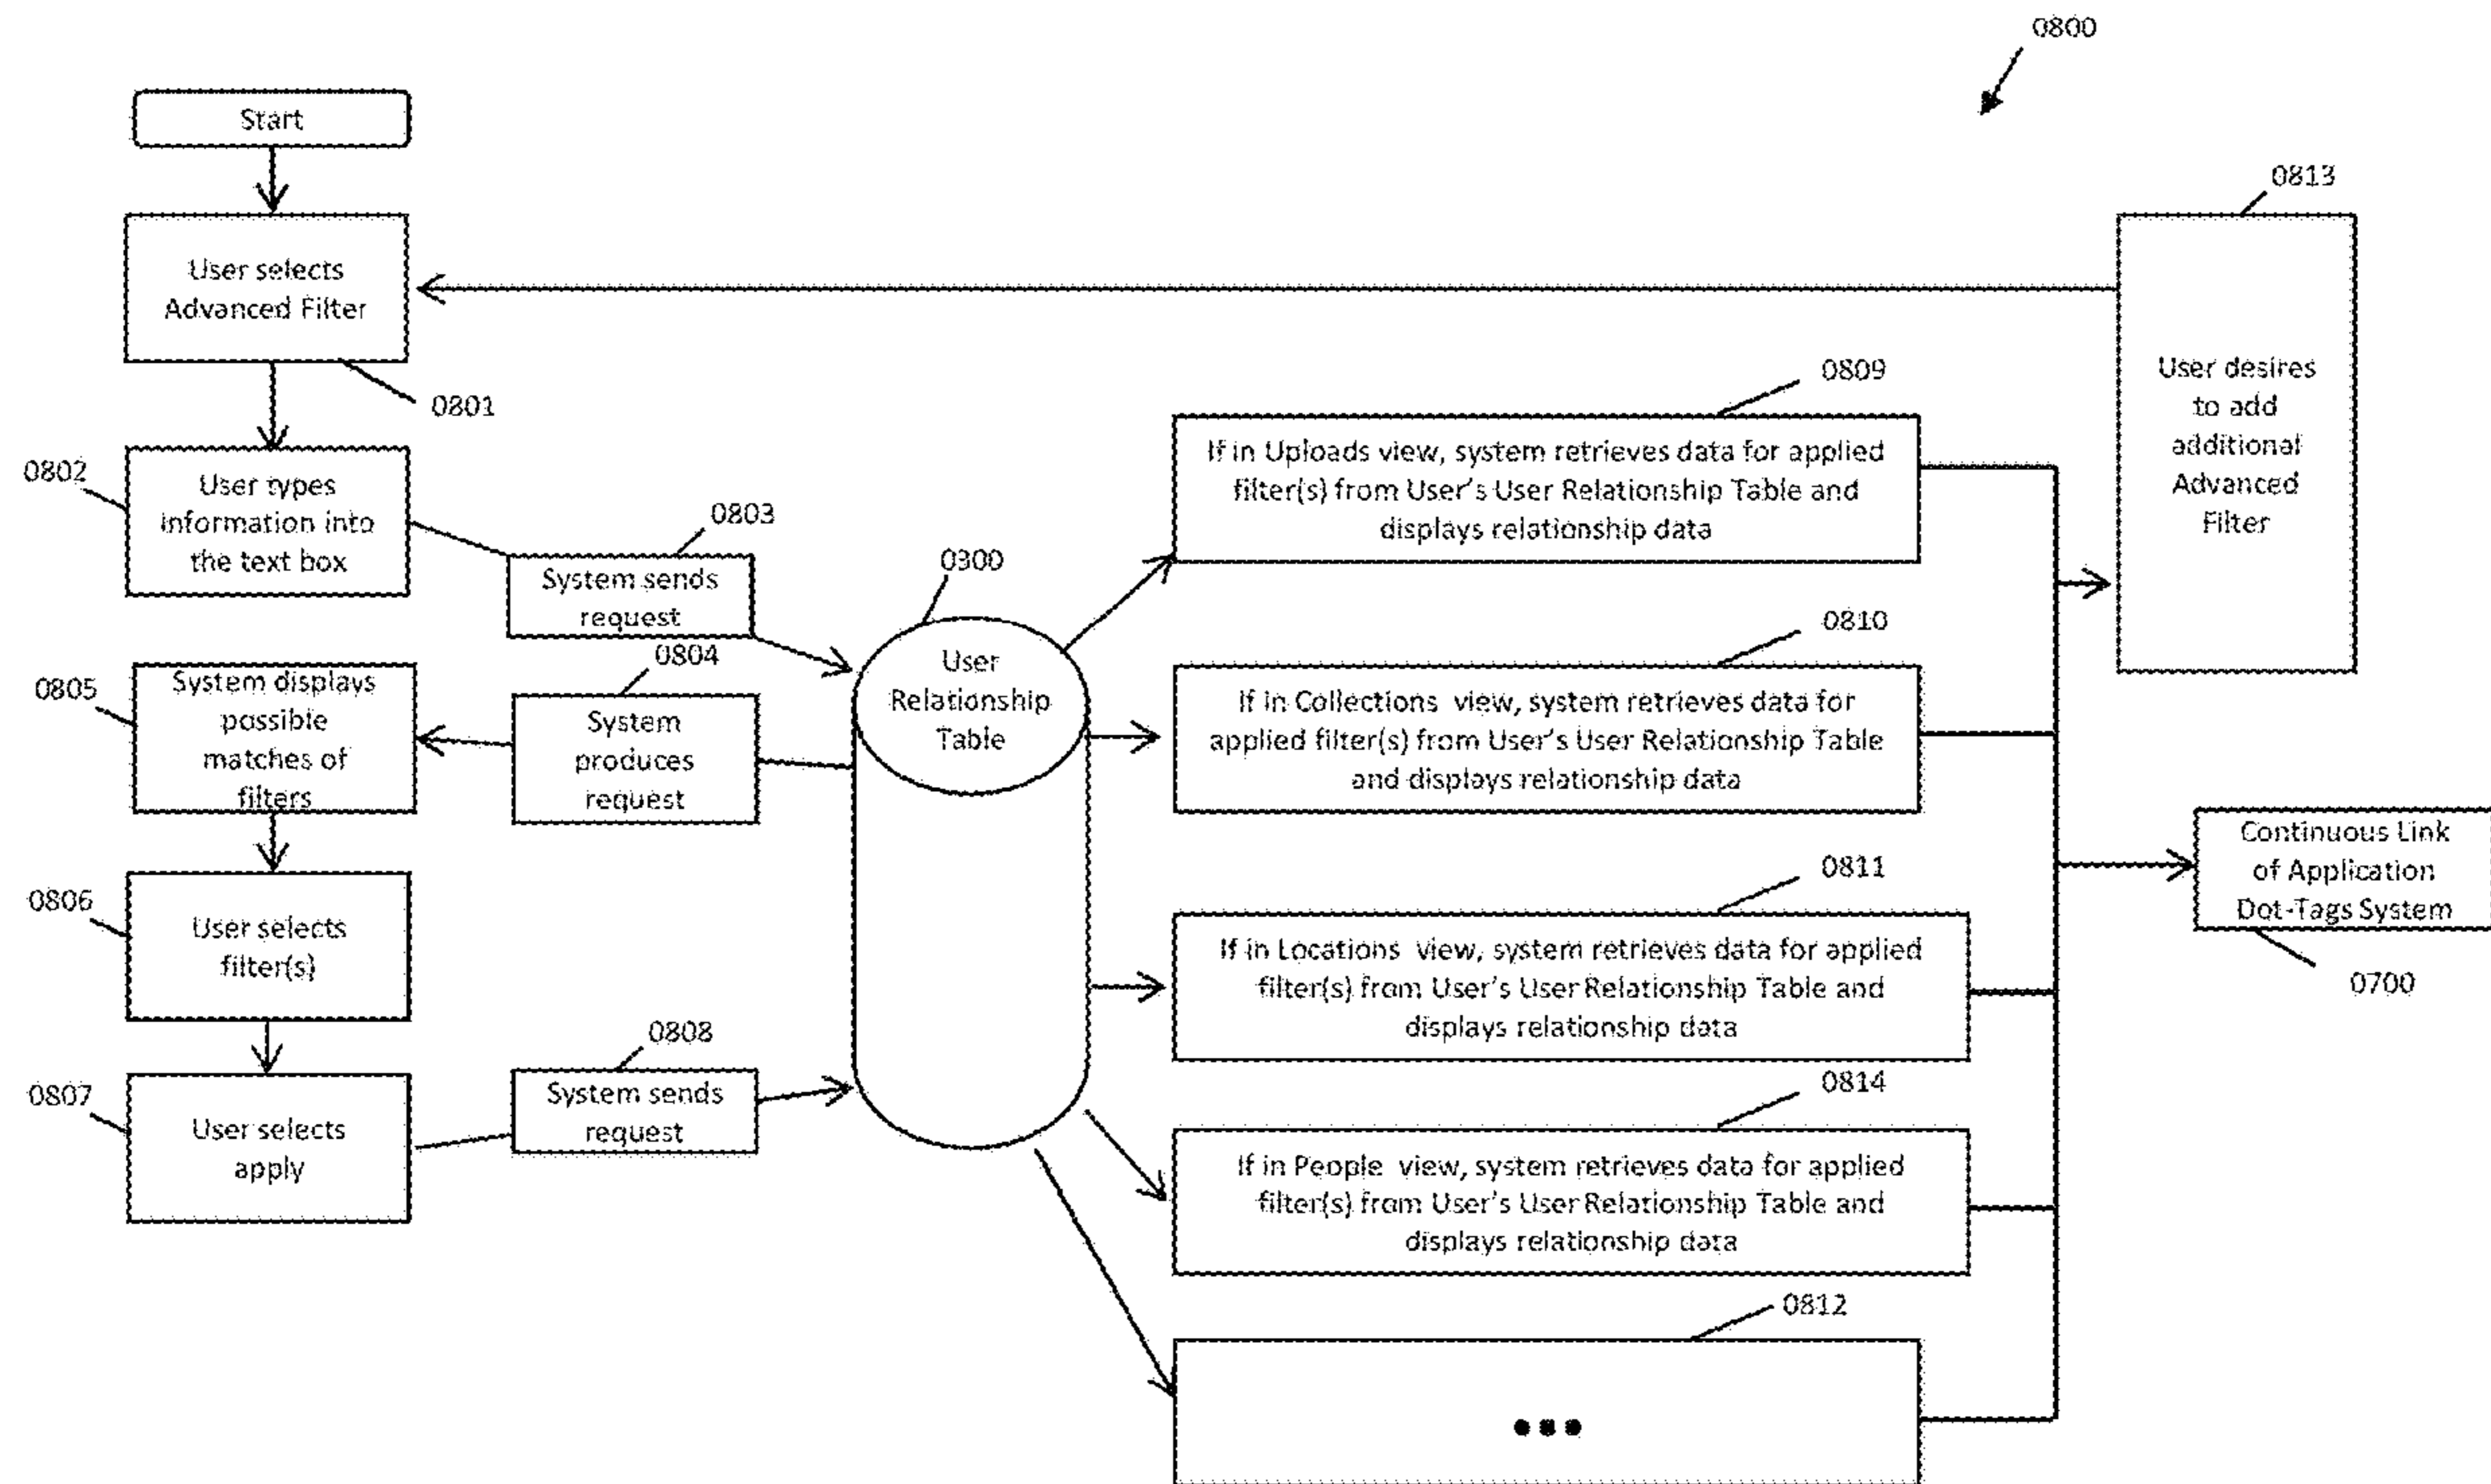 0800
Start
User selects
Advanced Filter
0801
0802
User types
information into
the text box
0803
System sends
request
0804
System
produces
request
0805
System displays
possible
matches of
filters
0806
User selects
filter(s)
0807
User selects
apply
0808
System sends
request
0300
User
Relationship
Table
0809
If in Uploads view, system retrieves data for applied
filter(s) from User's User Relationship Table and
displays relationship data
0810
If in Collections view, system retrieves data for
applied filter(s) from User's User Relationship Table
and displays relationship data
0811
If in Locations view, system retrieves data for applied
filter(s) from User's User Relationship Table and
displays relationship data
0814
If in People view, system retrieves data for applied
filter(s) from User's User Relationship Table and
displays relationship data
0812
•••
0813
User desires
to add
additional
Advanced
Filter
Continuous Link
of Application
Dot-Tags System
0700